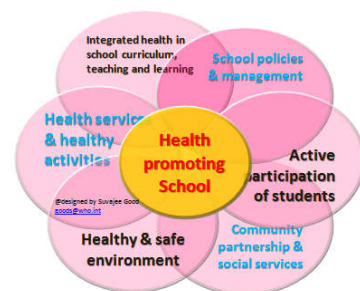 Integrated health in
school curriculum,
teaching and learning
School policies
& management
Health services
& healthy
activities
Health
promoting
School
Active
participation
of students
@designed by Suvajee Good
goods@who.int
Healthy & safe
environment
Community
partnership &
social services